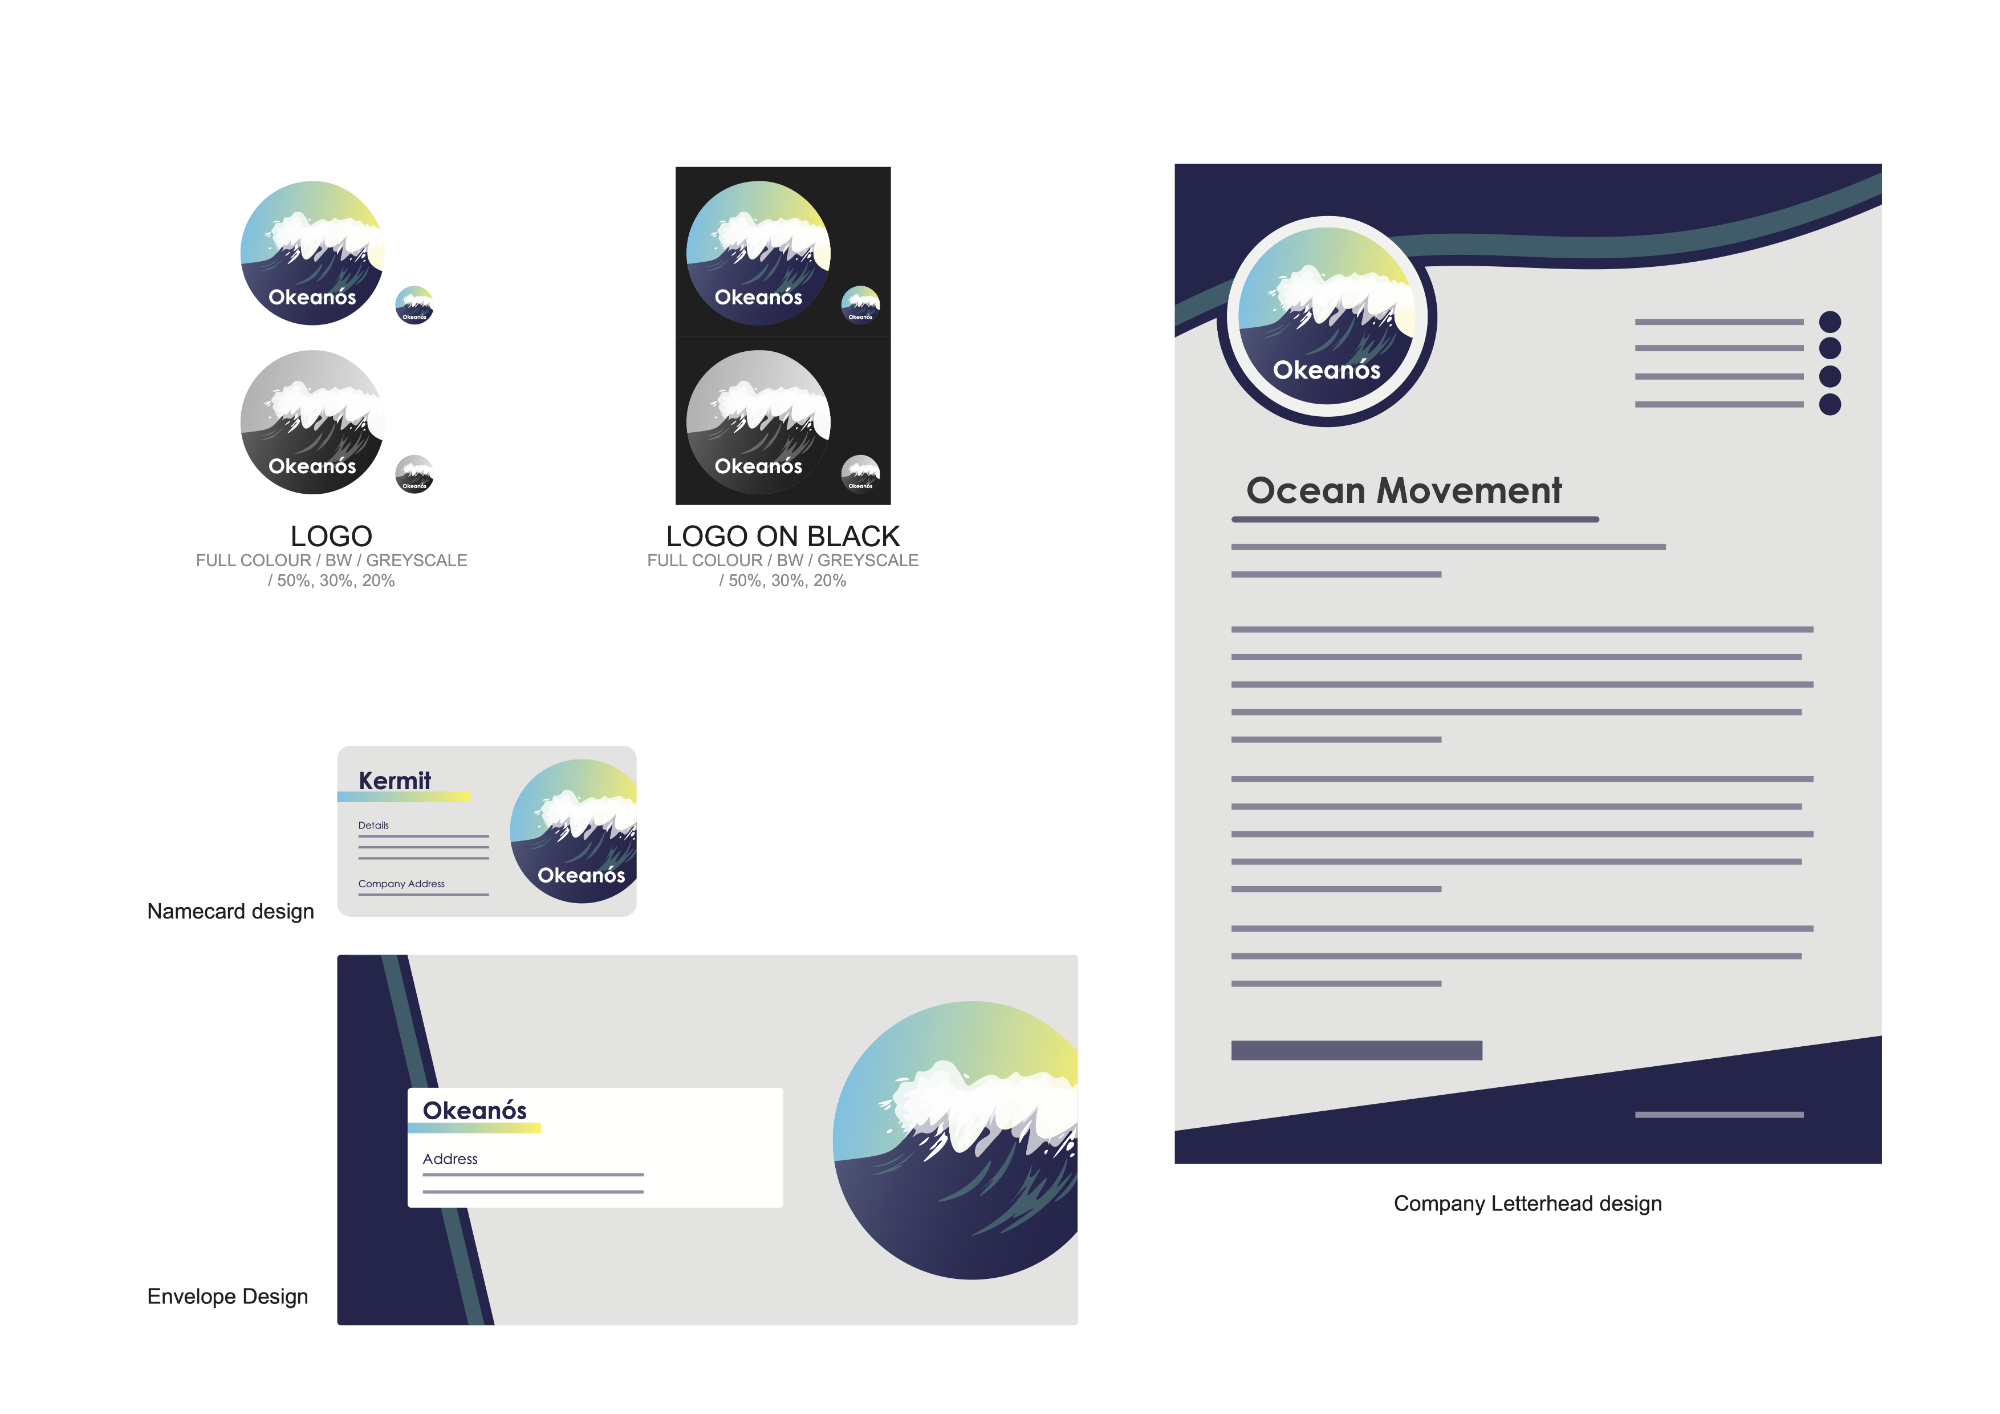 Okeanós
Okeanós
Okeanós
Okeanós
LOGO
FULL COLOUR / BW / GREYSCALE
/ 50%, 30%, 20%
Okeanós
Okeanós
Okeanós
Okeanós
LOGO ON BLACK
FULL COLOUR / BW / GREYSCALE
/ 50%, 30%, 20%
Kermit
Details
Company Address
Okeanós
Namecard design
Okeanós
Address
Envelope Design
Okeanós
Ocean Movement
Company Letterhead design